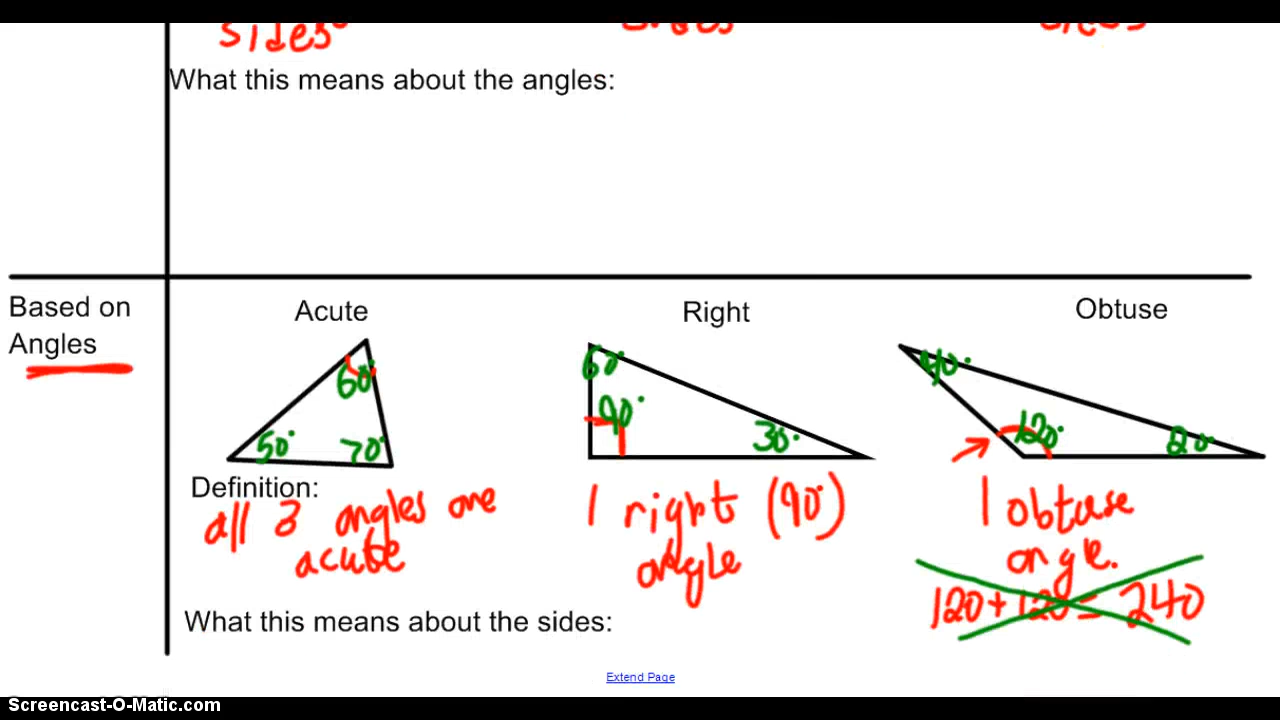 sides
sides
What this means about the angles:
Based on
Angles
Acute
Right
Obtuse
60°
50°
70°
60°
90°
30°
40°
120°
20°
Definition:
all 3 angles are
acute
1 right (90°)
angle
1 obtuse
angle.
120+120=240
What this means about the sides:
Extend Page
Screencast-O-Matic.com